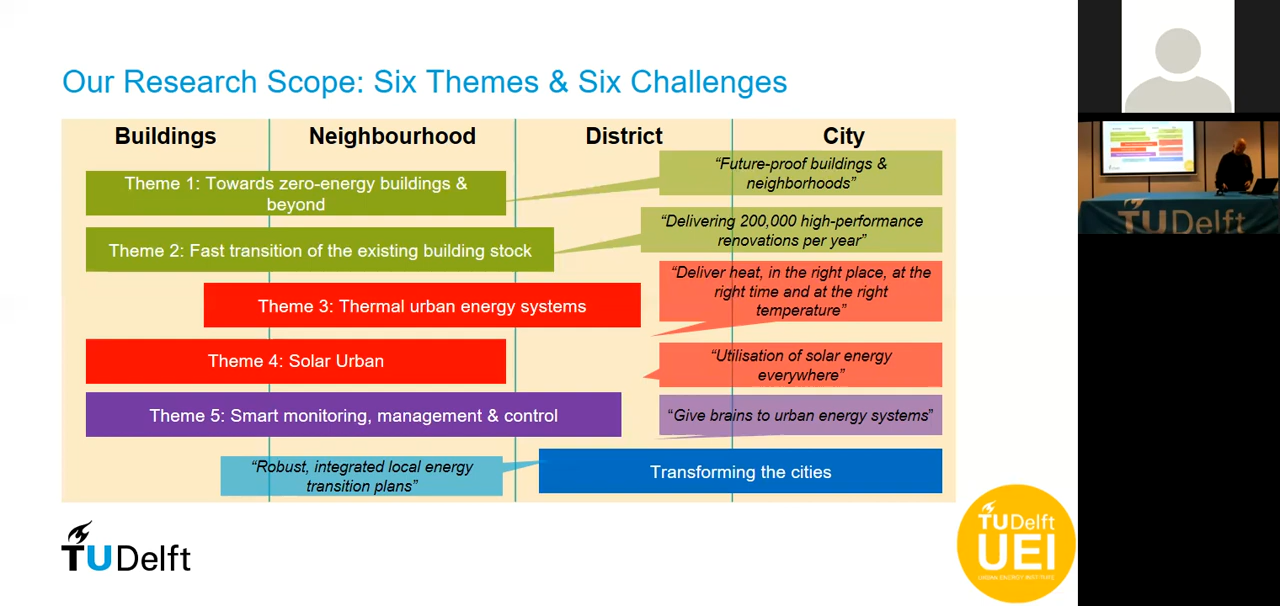 Our Research Scope: Six Themes & Six Challenges
Buildings
Neighbourhood
District
City
Theme 1: Towards zero-energy buildings &
beyond
“Future-proof buildings &
neighborhoods”
Theme 2: Fast transition of the existing building stock
“Delivering 200,000 high-performance
renovations per year”
Theme 3: Thermal urban energy systems
“Deliver heat, in the right place, at the
right time and at the right
temperature”
Theme 4: Solar Urban
“Utilisation of solar energy
everywhere”
Theme 5: Smart monitoring, management & control
“Give brains to urban energy systems”
“Robust, integrated local energy
transition plans”
Transforming the cities
TUDelft
TUDelft
UEI
URBAN ENERGY INSTITUTE
TUDelft